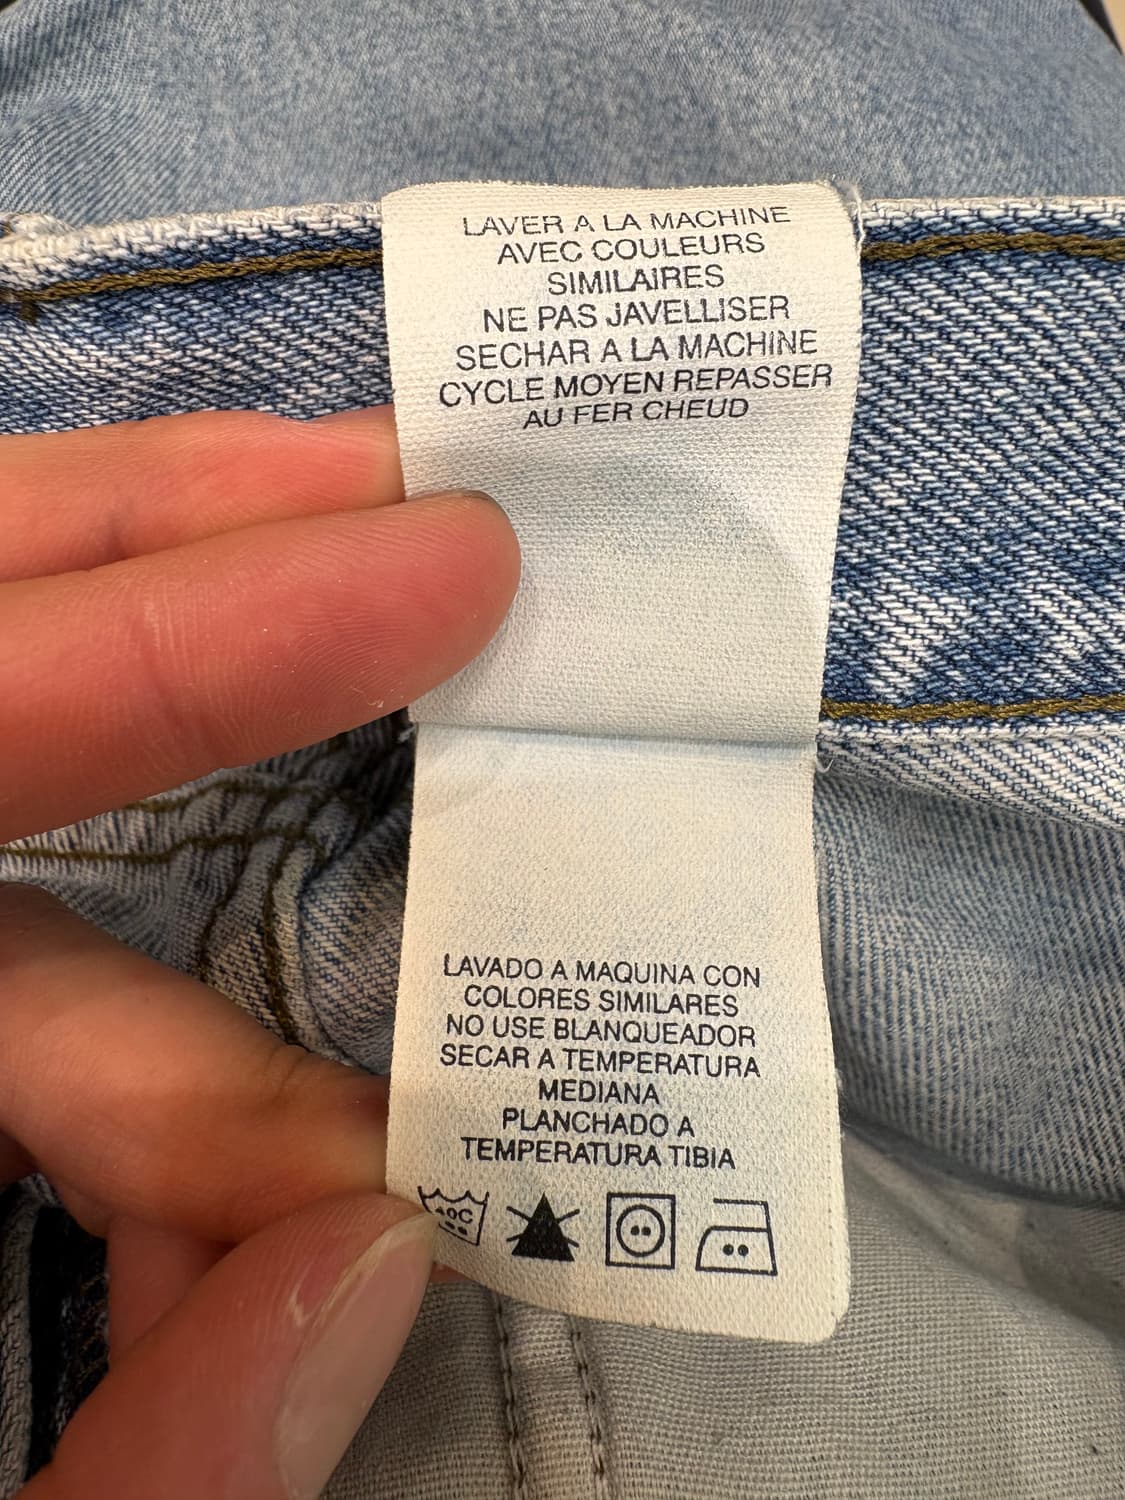 LAVER A LA MACHINE
AVEC COULEURS
SIMILAIRES
NE PAS JAVELLISER
SECHAR A LA MACHINE
CYCLE MOYEN REPASSER
AU FER CHEUD
LAVADO A MAQUINA CON
COLORES SIMILARES
NO USE BLANQUEADOR
SECAR A TEMPERATURA
MEDIANA
PLANCHADO A
TEMPERATURA TIBIA